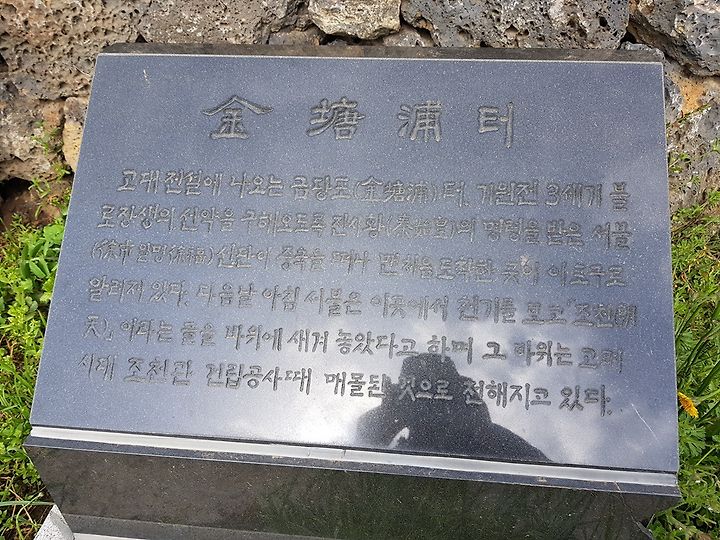 金塘浦터
고대 전설에 나오는 금당포(金塘浦)터. 기원전 3세기 불
로장생의 선약을 구해오도록 진시황(秦始皇)의 명령을 받은 서불
(徐市 일명 徐福) 선단이 중국을 떠나 맨 처음 도착한 곳이 이 포구로
알려져 있다. 다음날 아침 서불은 이곳에서 천기를 보고「조천朝
天」이라는 글을 바위에 새겨 놓았다고 하며 그 바위는 고려
시대 조천관 건립공사때 매몰된 것으로 전해지고 있다.